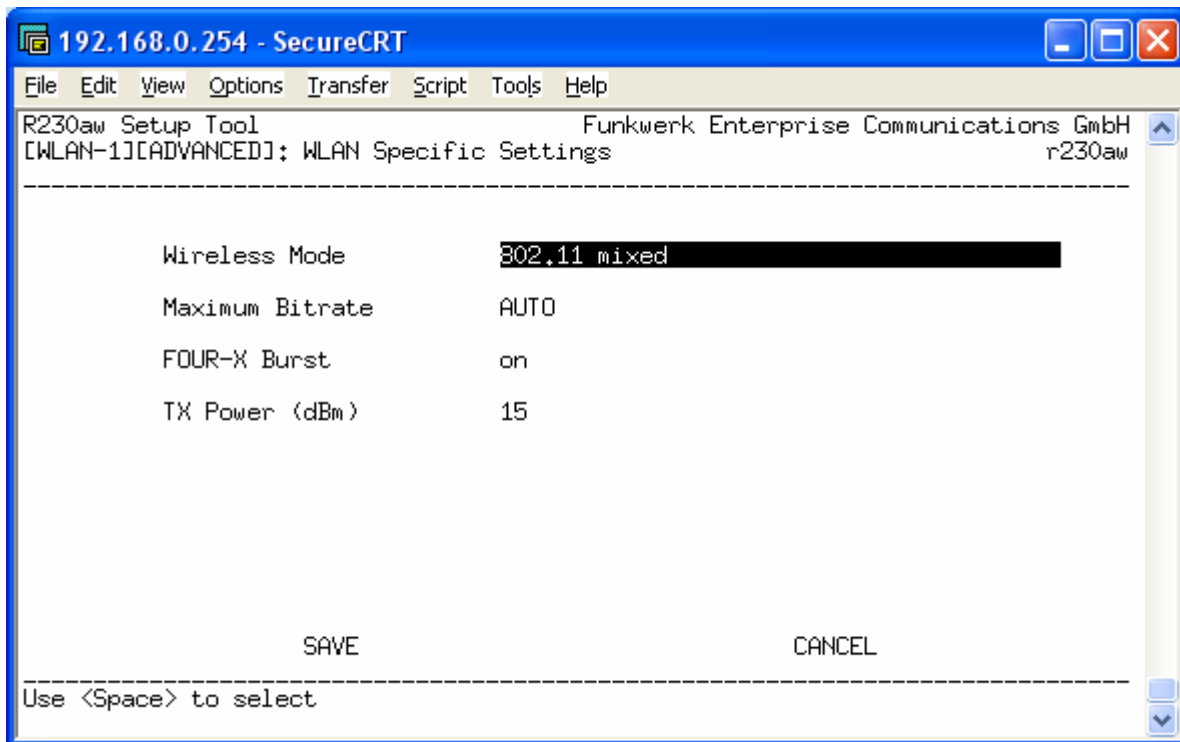 192.168.0.254 - SecureCRT
File Edit View Options Transfer Script Tools Help
R230aw Setup Tool Funkwerk Enterprise Communications GmbH
[WLAN-1][ADVANCED]: WLAN Specific Settings r230aw
Wireless Mode 802.11 mixed
Maximum Bitrate AUTO
FOUR-X Burst on
TX Power (dBm) 15
SAVE CANCEL
Use <Space> to select